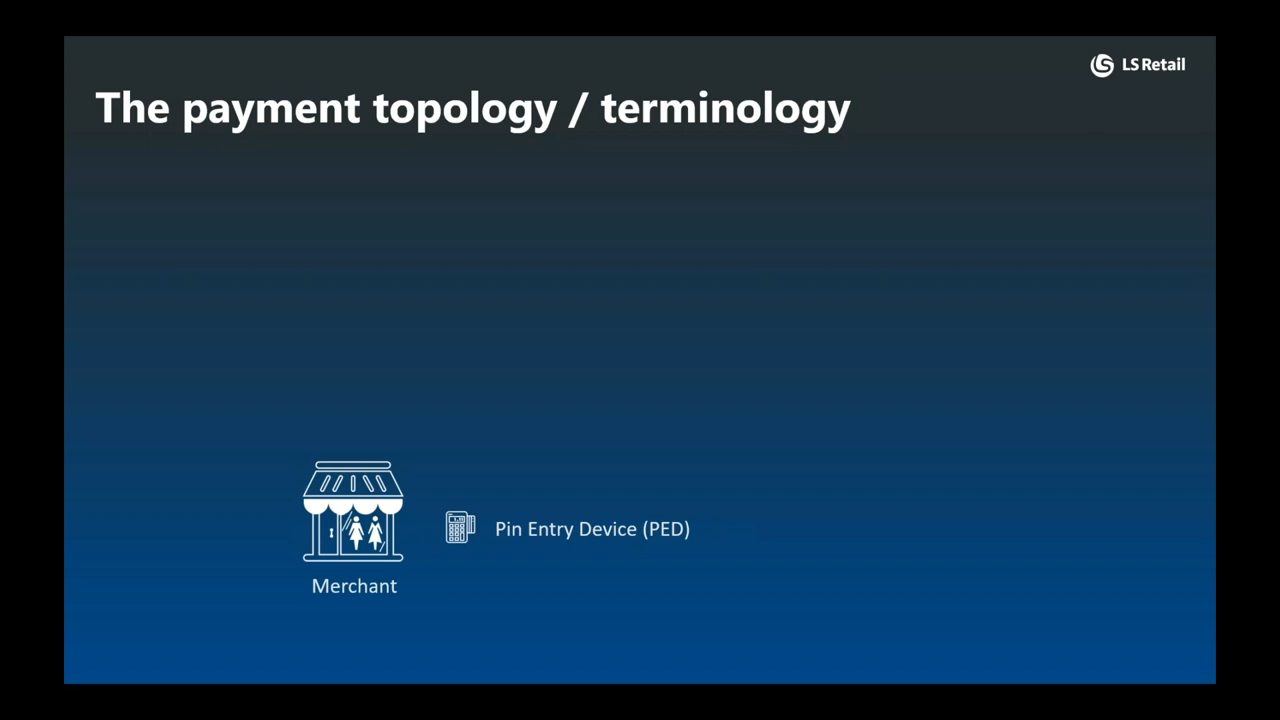 LS Retail
The payment topology / terminology
Pin Entry Device (PED)
Merchant